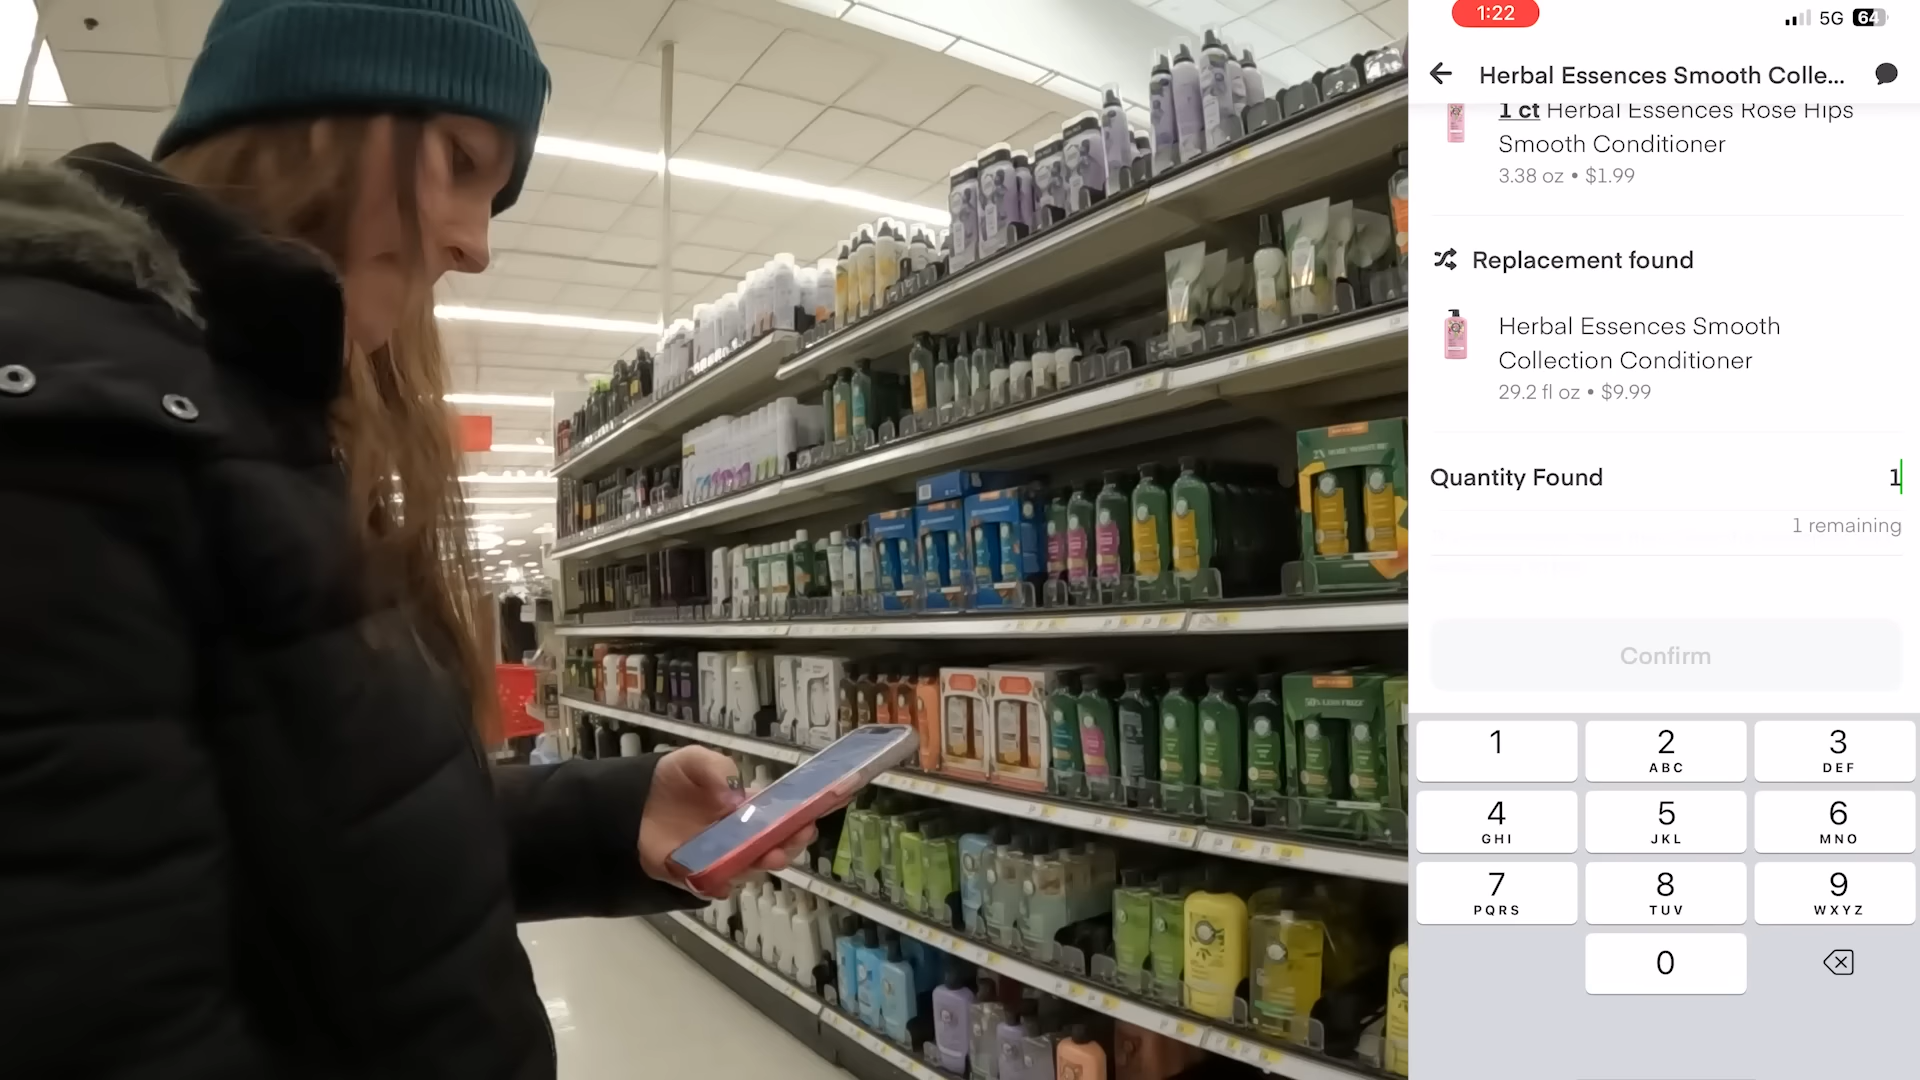 1:22
5G
64
Herbal Essences Smooth Colle...
1 ct Herbal Essences Rose Hips
Smooth Conditioner
3.38 oz • $1.99
Replacement found
Herbal Essences Smooth
Collection Conditioner
29.2 fl oz • $9.99
Quantity Found
1
1 remaining
Confirm
1
2
ABC
3
DEF
4
GHI
5
JKL
6
MNO
7
PQRS
8
TUV
9
WXYZ
0